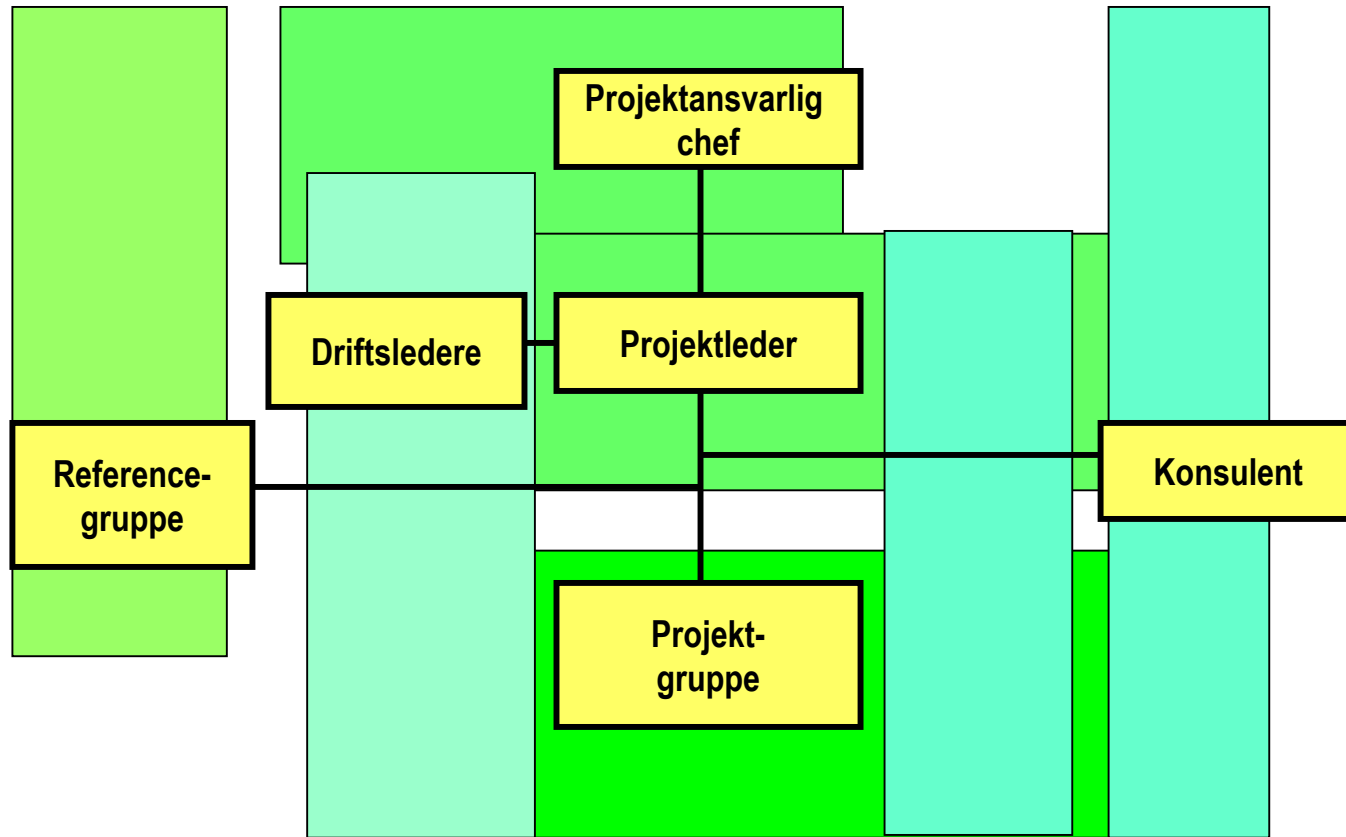 Projektansvarlig
chef
Driftsledere
Projektleder
Reference-
gruppe
Konsulent
Projekt-
gruppe